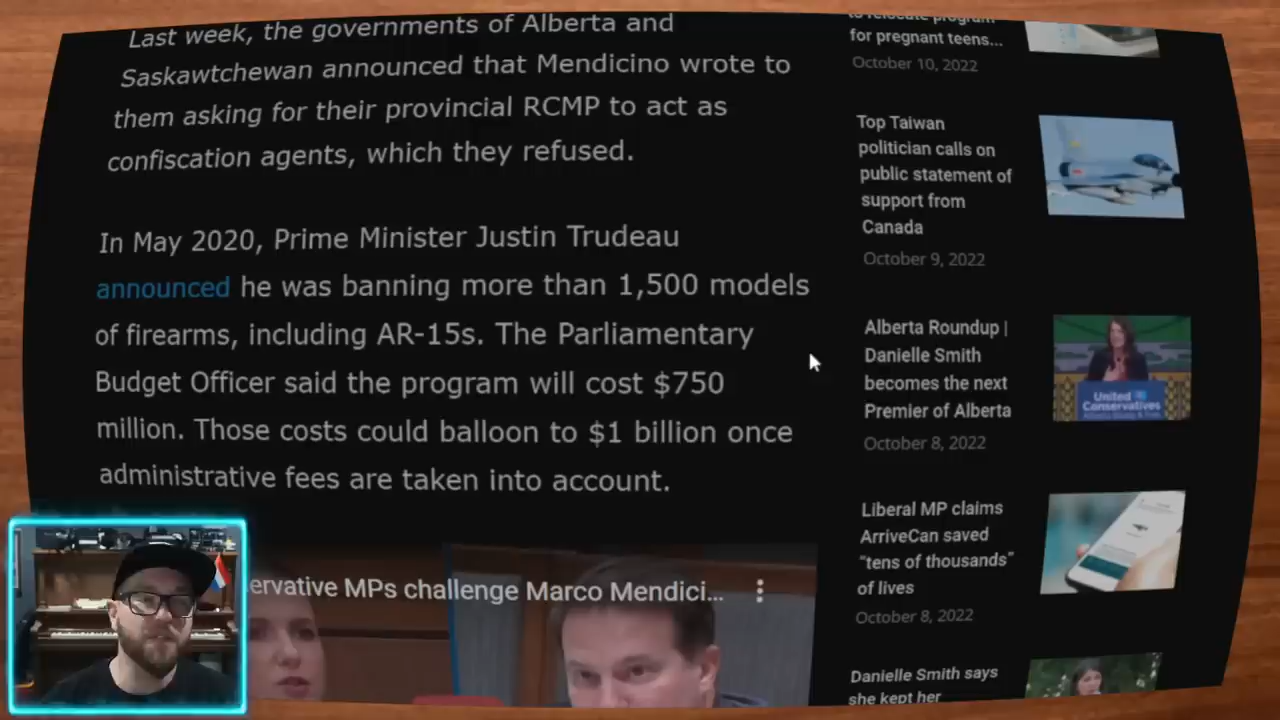 Last week, the governments of Alberta and
Saskawtchewan announced that Mendicino wrote to
them asking for their provincial RCMP to act as
confiscation agents, which they refused.
In May 2020, Prime Minister Justin Trudeau
announced he was banning more than 1,500 models
of firearms, including AR-15s. The Parliamentary
Budget Officer said the program will cost $750
million. Those costs could balloon to $1 billion once
administrative fees are taken into account.
ervative MPs challenge Marco Mendici...
to relocate program
for pregnant teens...
October 10, 2022
Top Taiwan
politician calls on
public statement of
support from
Canada
October 9, 2022
Alberta Roundup |
Danielle Smith
becomes the next
Premier of Alberta
October 8, 2022
United
Conservatives
Liberal MP claims
ArriveCan saved
"tens of thousands"
of lives
October 8, 2022
Danielle Smith says
she kept her